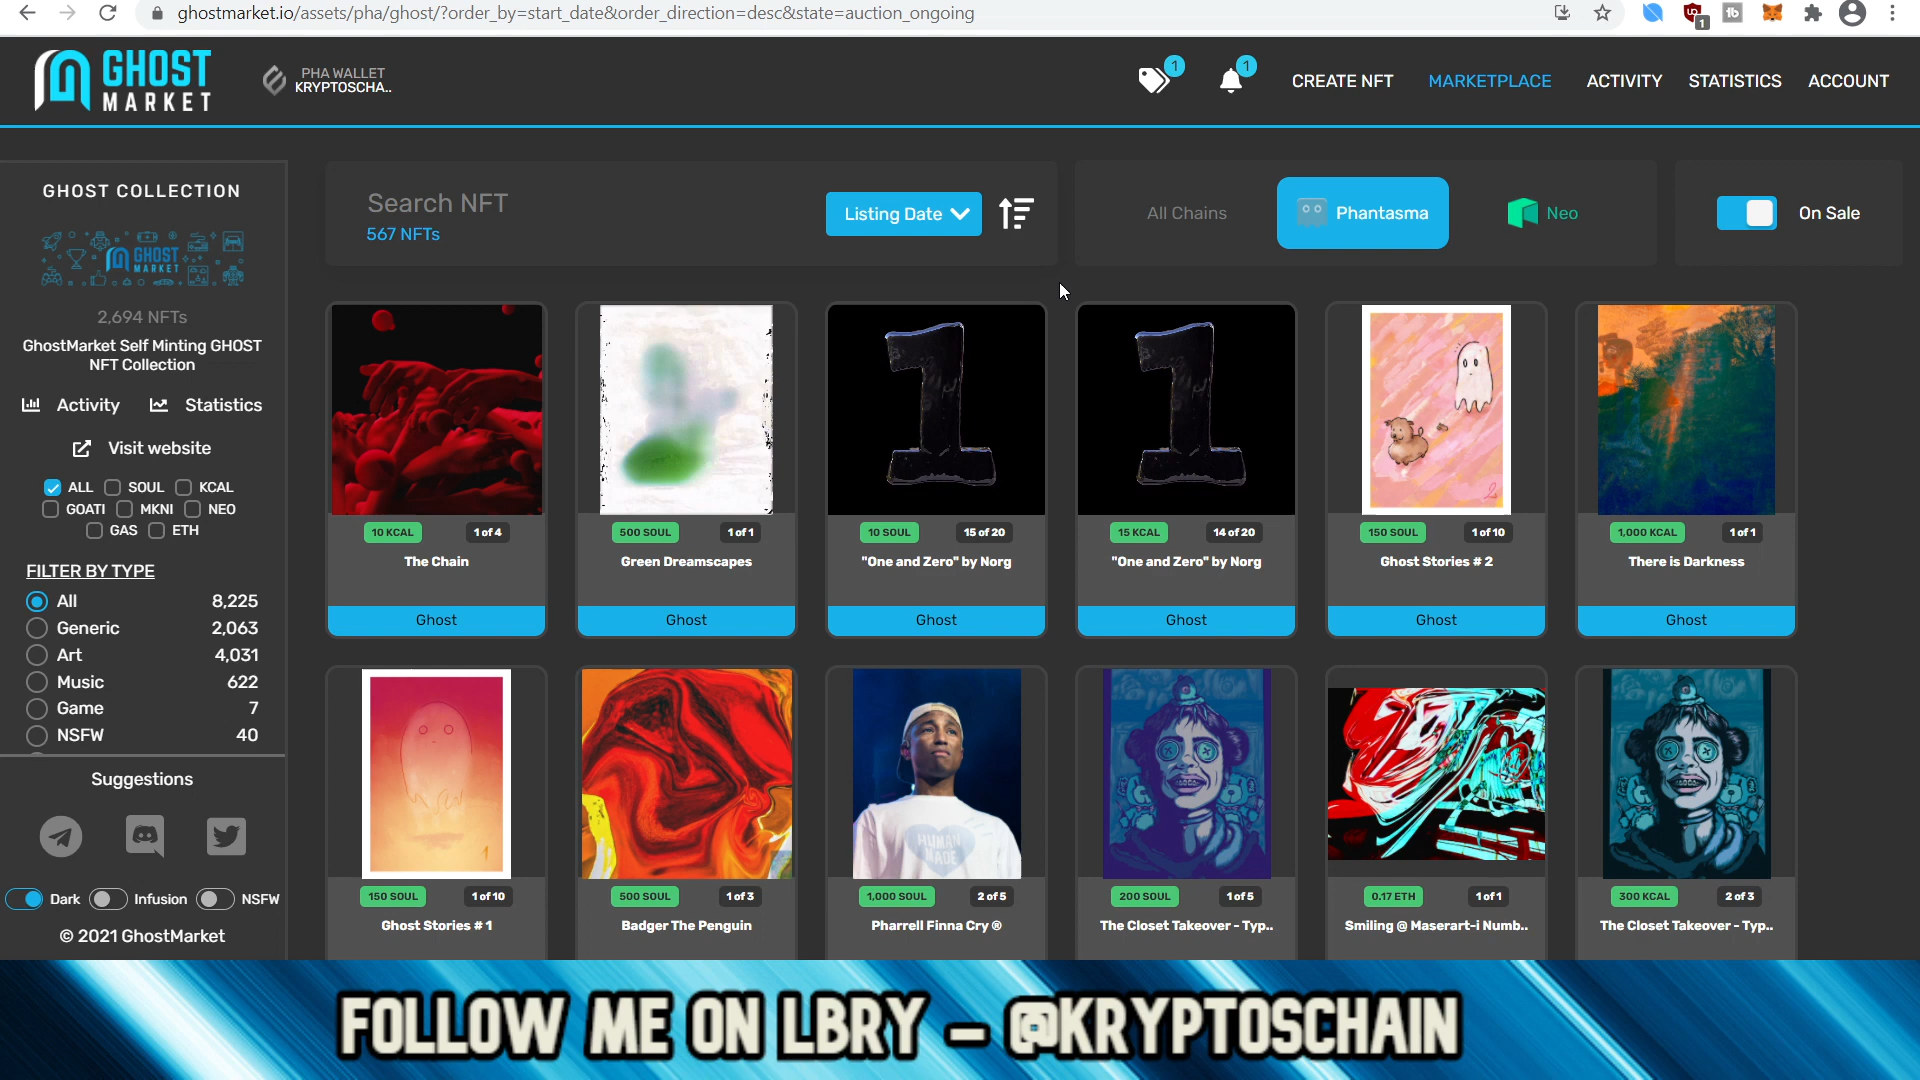 ghostmarket.io/assets/pha/ghost/?order_by=start_date&order_direction=desc&state=auction_ongoing
1
GHOST
MARKET
PHA WALLET
KRYPTOSCHA..
1
1
CREATE NFT
MARKETPLACE
ACTIVITY
STATISTICS
ACCOUNT
GHOST COLLECTION
GHOST
MARKET
2,694 NFTs
GhostMarket Self Minting GHOST
NFT Collection
Activity
Statistics
Visit website
ALL SOUL KCAL
GOATI MKNI NEO
GAS ETH
FILTER BY TYPE
All 8,225
Generic 2,063
Art 4,031
Music 622
Game 7
NSFW 40
Suggestions
Dark Infusion NSFW
© 2021 GhostMarket
Search NFT
567 NFTs
Listing Date
All Chains
Phantasma
Neo
On Sale
10 KCAL 1 of 4
The Chain
Ghost
500 SOUL 1 of 1
Green Dreamscapes
Ghost
10 SOUL 15 of 20
"One and Zero" by Norg
Ghost
15 KCAL 14 of 20
"One and Zero" by Norg
Ghost
150 SOUL 1 of 10
Ghost Stories # 2
Ghost
1,000 KCAL 1 of 1
There is Darkness
Ghost
150 SOUL 1 of 10
Ghost Stories # 1
500 SOUL 1 of 3
Badger The Penguin
HUMAN
MADE
1,000 SOUL 2 of 5
Pharrell Finna Cry ®
200 SOUL 1 of 5
The Closet Takeover - Typ..
0.17 ETH 1 of 1
Smiling @ Maserart-i Numb..
300 KCAL 2 of 3
The Closet Takeover - Typ..
FOLLOW ME ON LBRY - @KRYPTOSCHAIN